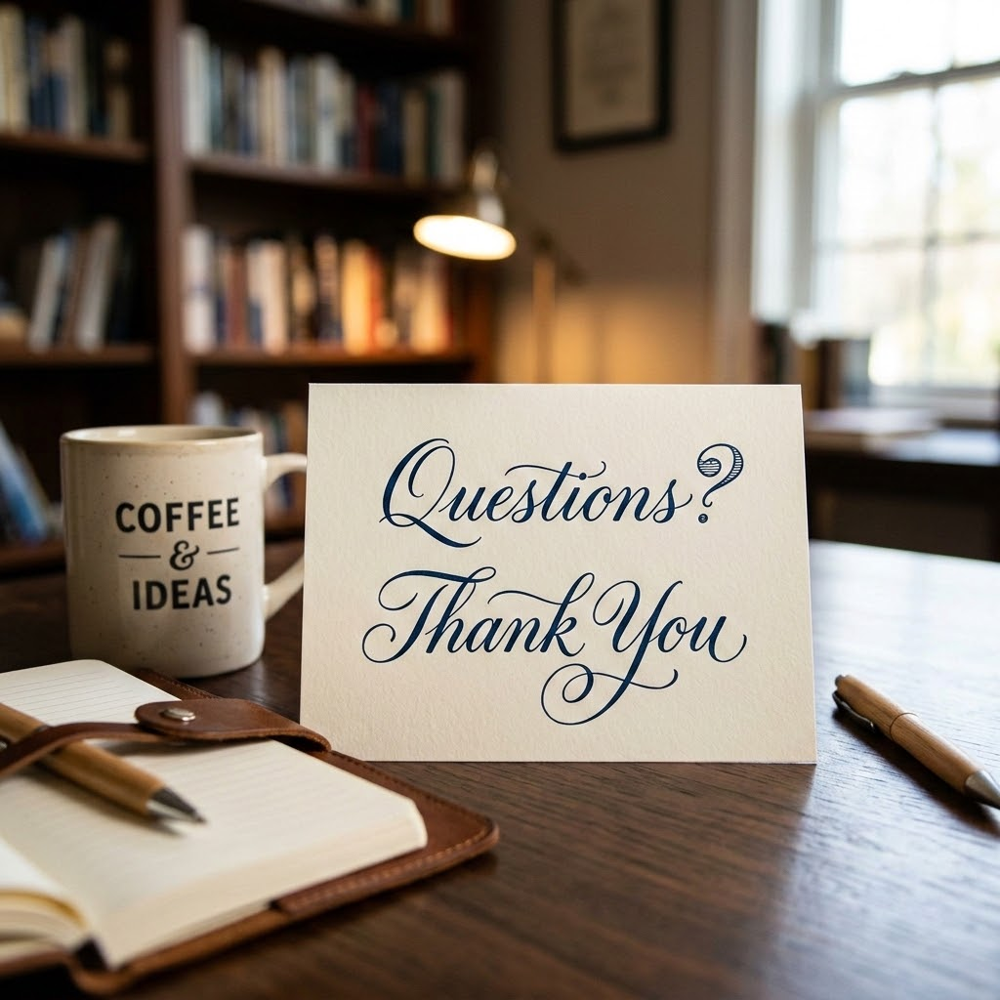 COFFEE
&
IDEAS
Questions?
Thank You